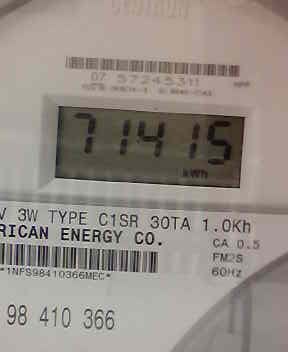 CENTRON
07 57245311
71415
kWh
V 3W TYPE C1SR 30TA 1.0Kh
RICAN ENERGY CO.
CA 0.5
FM2S
60Hz
*1NFS98410366MEC*
98 410 366